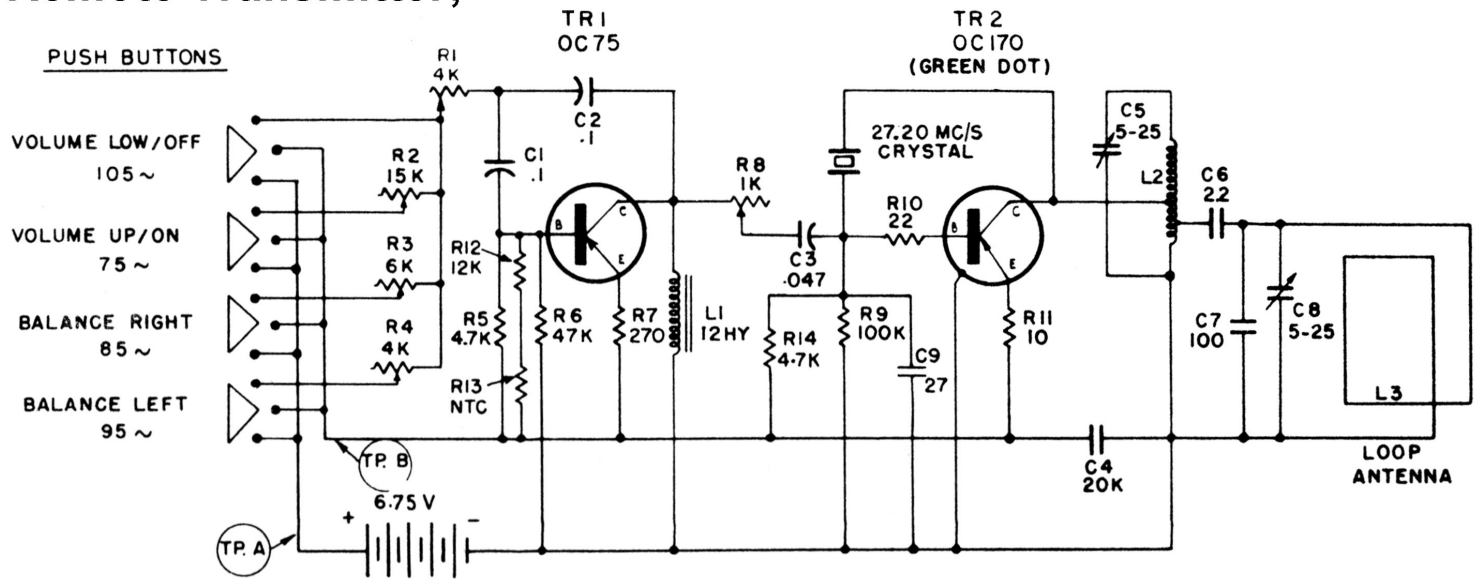 TR1
OC75
TR2
OC170
(GREEN DOT)
PUSH BUTTONS
R1
4K
C2
.1
C1
.1
27.20 MC/S
CRYSTAL
C5
5-25
VOLUME LOW/OFF
105~
R2
15K
B
C
E
R8
1K
R10
22
B
C
E
L2
C6
2.2
VOLUME UP/ON
75~
R3
6K
R12
12K
C3
.047
BALANCE RIGHT
85~
R4
4K
R5
4.7K
R6
47K
R7
270
L1
12HY
R14
4.7K
R9
100K
C9
27
R11
10
C7
100
C8
5-25
BALANCE LEFT
95~
R13
NTC
L3
TP. B
C4
20K
LOOP
ANTENNA
6.75V
+
-
TP. A